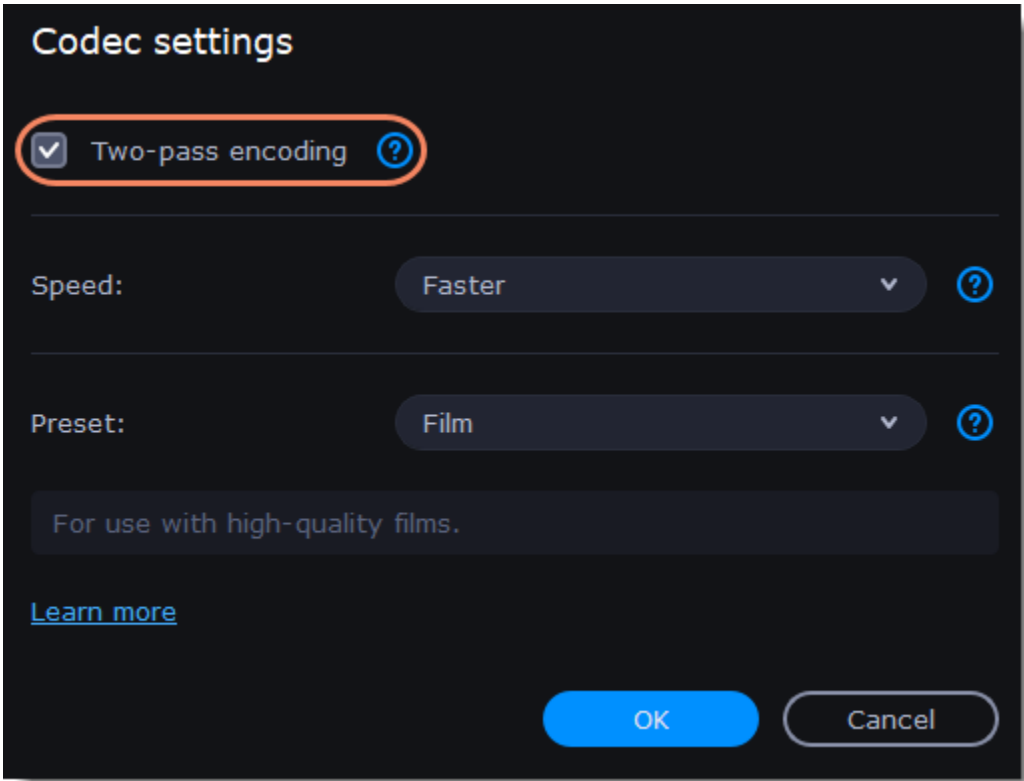 Codec settings
Two-pass encoding ?
Speed: Faster ?
Preset: Film ?
For use with high-quality films.
Learn more
OK Cancel